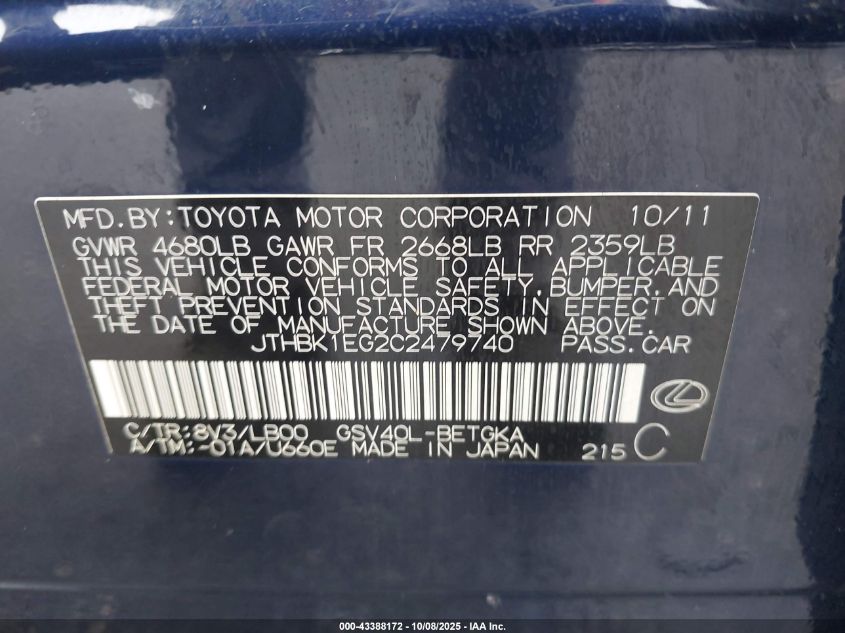 MFD.BY:TOYOTA MOTOR CORPORATION 10/11
GVWR 4680LB GAWR FR 2668LB RR 2359LB
THIS VEHICLE CONFORMS TO ALL APPLICABLE
FEDERAL MOTOR VEHICLE SAFETY,BUMPER,AND
THEFT PREVENTION STANDARDS IN EFFECT ON
THE DATE OF MANUFACTURE SHOWN ABOVE.
JTHBK1EG2C2479740 PASS.CAR
C/TR:8V3/LB00 GSV40L-BETGKA
A/TM:-01A/U660E MADE IN JAPAN 215 C
000-43388172 - 10/08/2025 - IAA Inc.